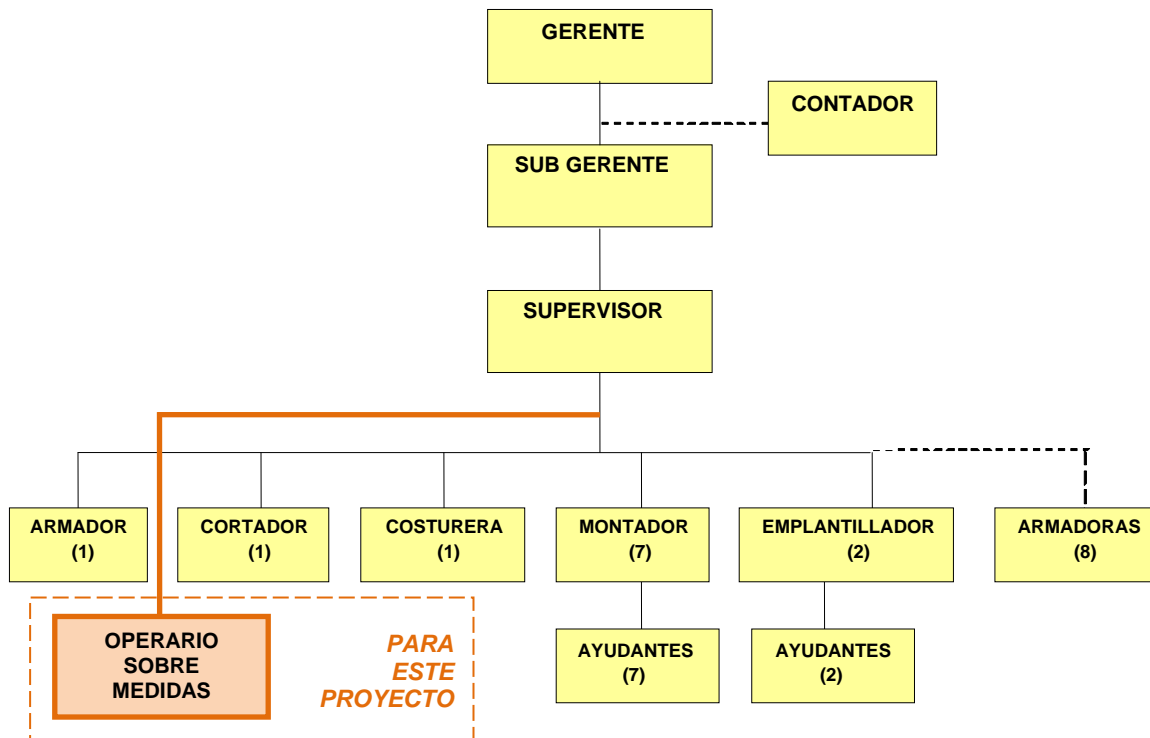 GERENTE
CONTADOR
SUB GERENTE
SUPERVISOR
ARMADOR
(1)
CORTADOR
(1)
COSTURERA
(1)
MONTADOR
(7)
EMPLANTILLADOR
(2)
ARMADORAS
(8)
OPERARIO
SOBRE
MEDIDAS
PARA
ESTE
PROYECTO
AYUDANTES
(7)
AYUDANTES
(2)